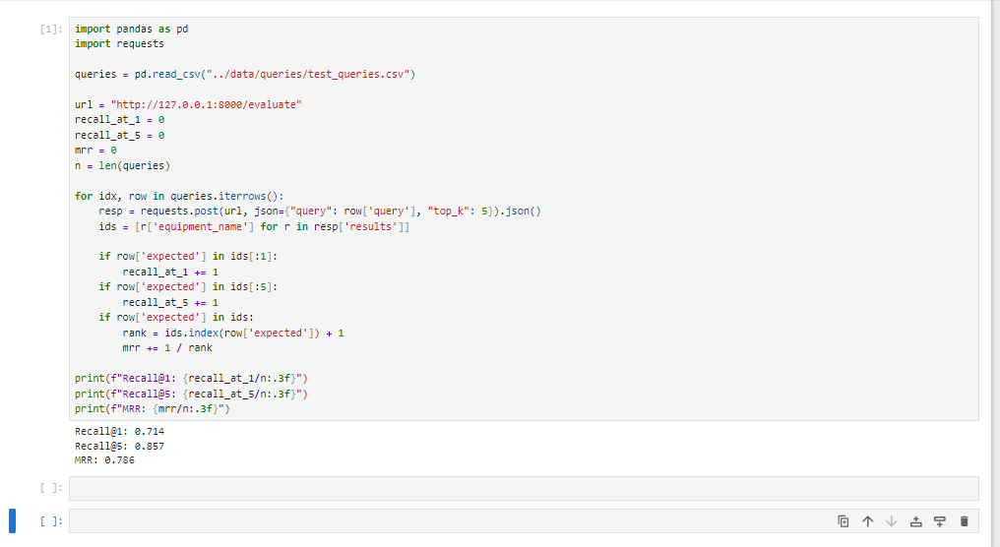 [1]: import pandas as pd
import requests

queries = pd.read_csv("../data/queries/test_queries.csv")

url = "http://127.0.0.1:8000/evaluate"
recall_at_1 = 0
recall_at_5 = 0
mrr = 0
n = len(queries)

for idx, row in queries.iterrows():
    resp = requests.post(url, json={"query": row['query'], "top_k": 5}).json()
    ids = [r['equipment_name'] for r in resp['results']]

    if row['expected'] in ids[:1]:
        recall_at_1 += 1
    if row['expected'] in ids[:5]:
        recall_at_5 += 1
    if row['expected'] in ids:
        rank = ids.index(row['expected']) + 1
        mrr += 1 / rank

print(f"Recall@1: {recall_at_1/n:.3f}")
print(f"Recall@5: {recall_at_5/n:.3f}")
print(f"MRR: {mrr/n:.3f}")
Recall@1: 0.714
Recall@5: 0.857
MRR: 0.786
[ ]:
[ ]: